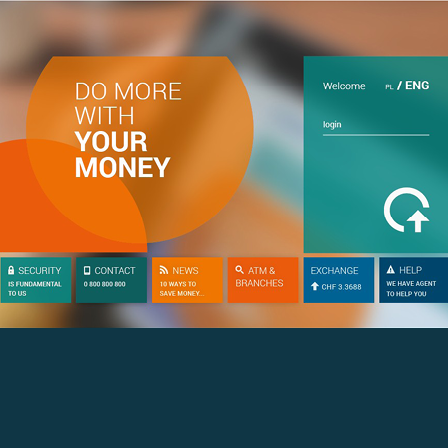 DO MORE
WITH
YOUR
MONEY
Welcome PL / ENG
login
SECURITY
IS FUNDAMENTAL
TO US
CONTACT
0 800 800 800
NEWS
10 WAYS TO
SAVE MONEY...
ATM &
BRANCHES
EXCHANGE
CHF 3.3688
HELP
WE HAVE AGENT
TO HELP YOU